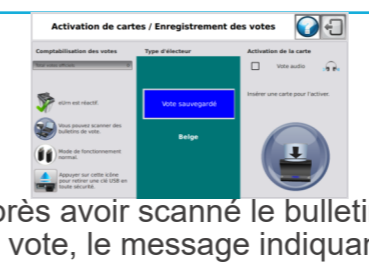 Activation de cartes / Enregistrement des votes
Comptabilisation des votes
Type d'électeur
Activation de la carte
Vote audio
Insérer une carte pour l'activer.
Vote sauvegardé
Belge
eUrn est réactif.
Vous pouvez scanner des
bulletins de vote.
Mode de fonctionnement
normal.
Appuyer sur cette icône
pour retirer une clé USB en
toute sécurité.
près avoir scanné le bulletin
vote, le message indiquan